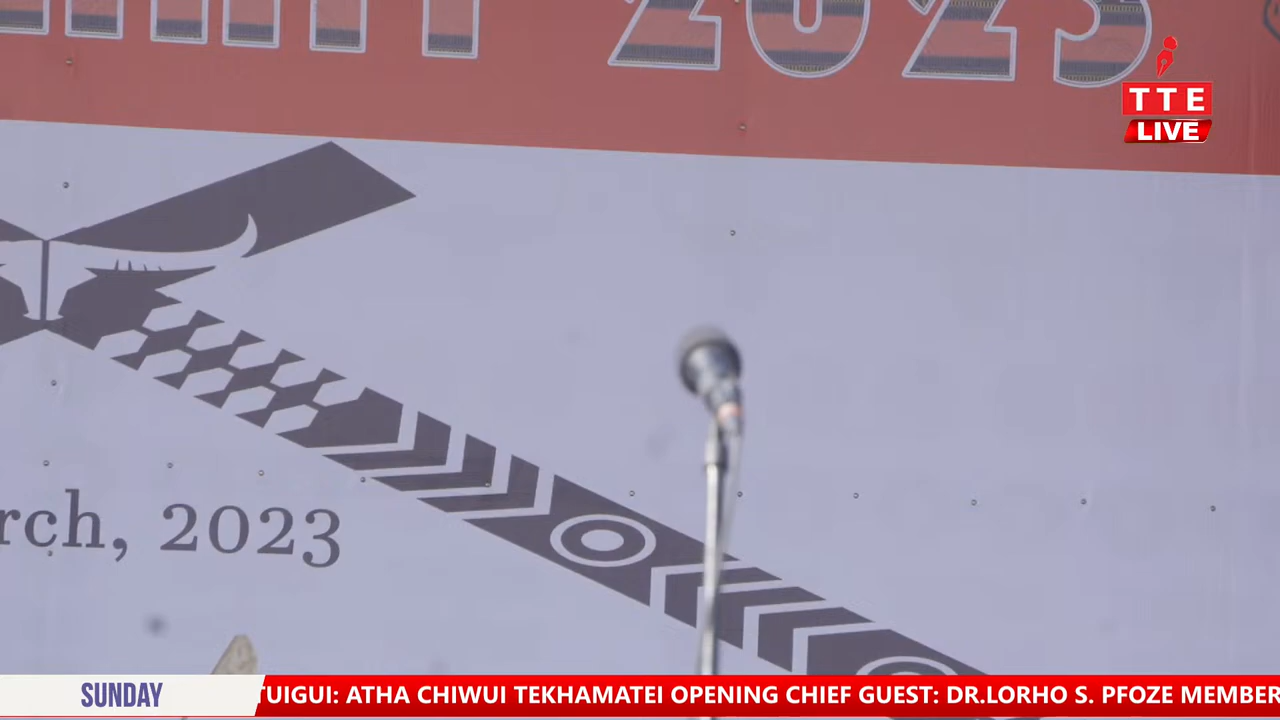 2023
TTE
LIVE
rch, 2023
SUNDAY
TUIGUI: ATHA CHIWUI TEKHAMATEI OPENING CHIEF GUEST: DR.LORHO S. PFOZE MEMBER